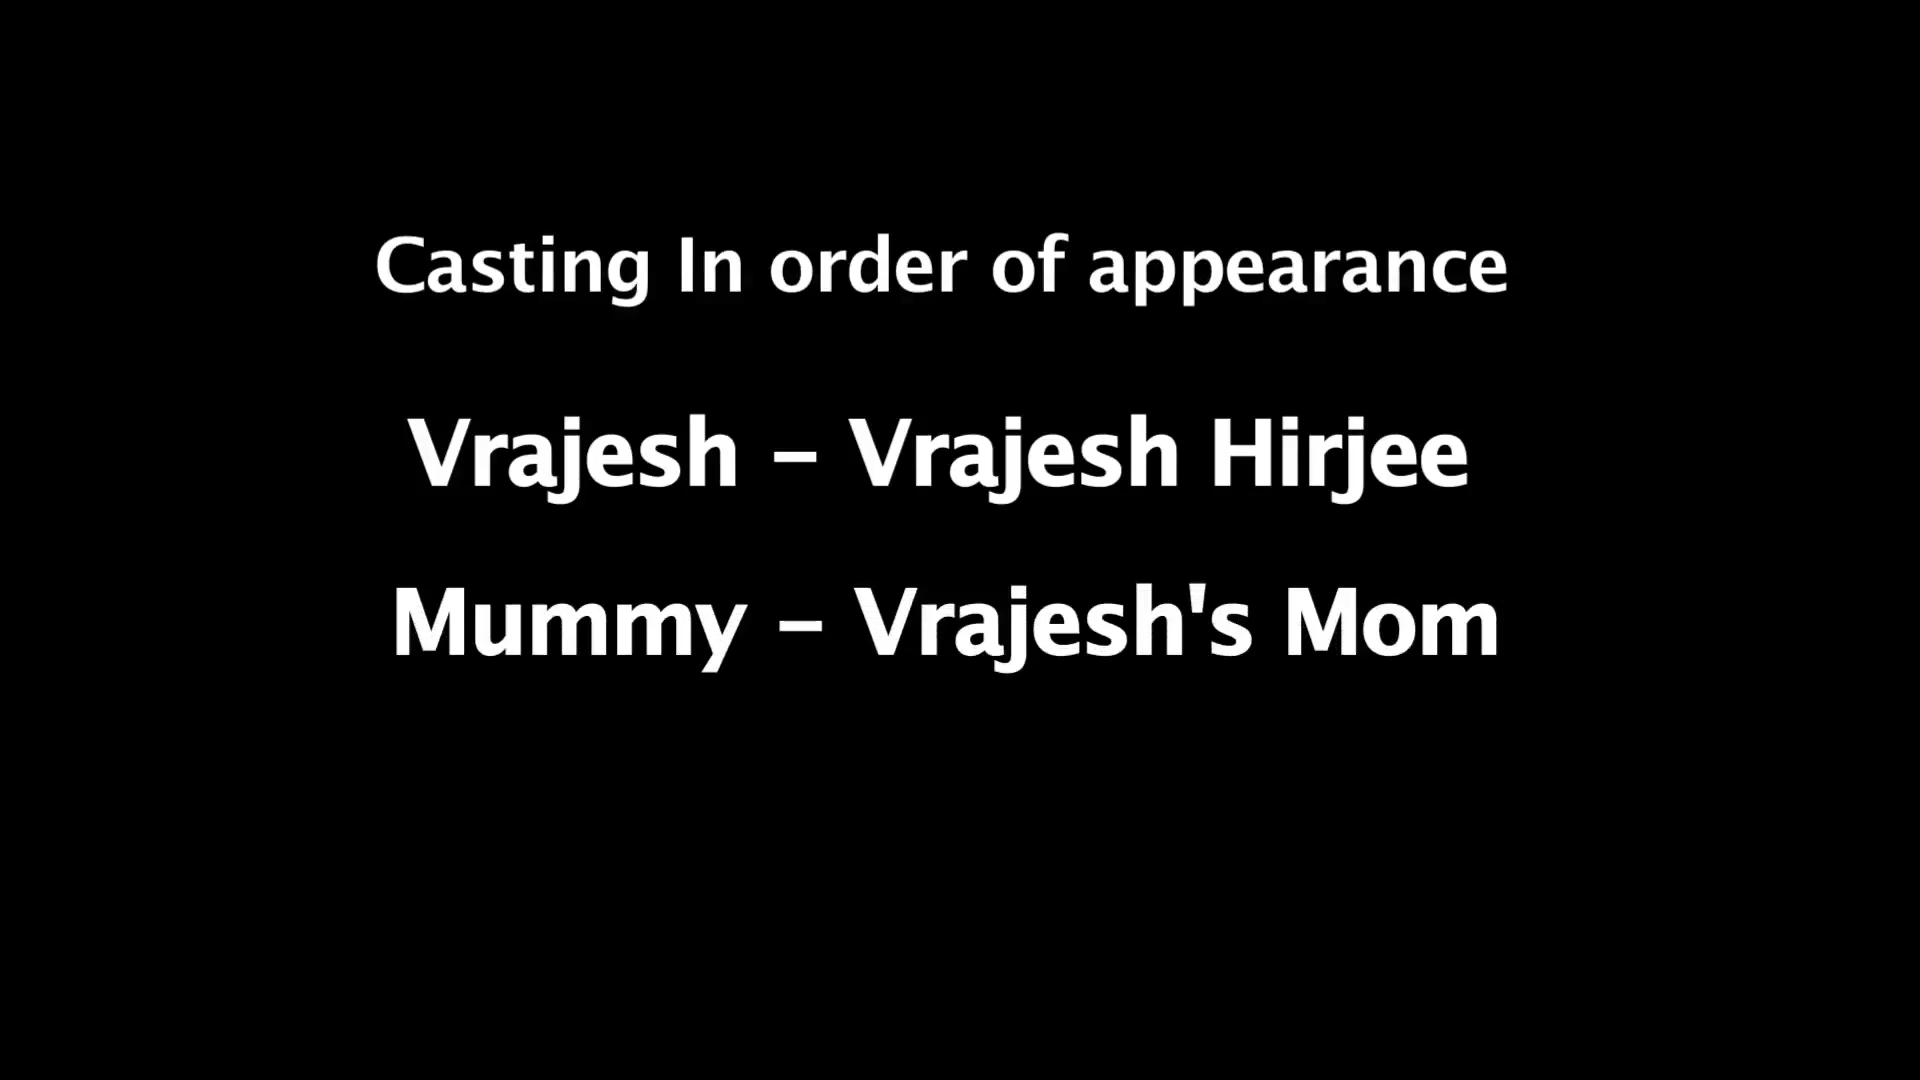 Casting In order of appearance
Vrajesh - Vrajesh Hirjee
Mummy - Vrajesh's Mom